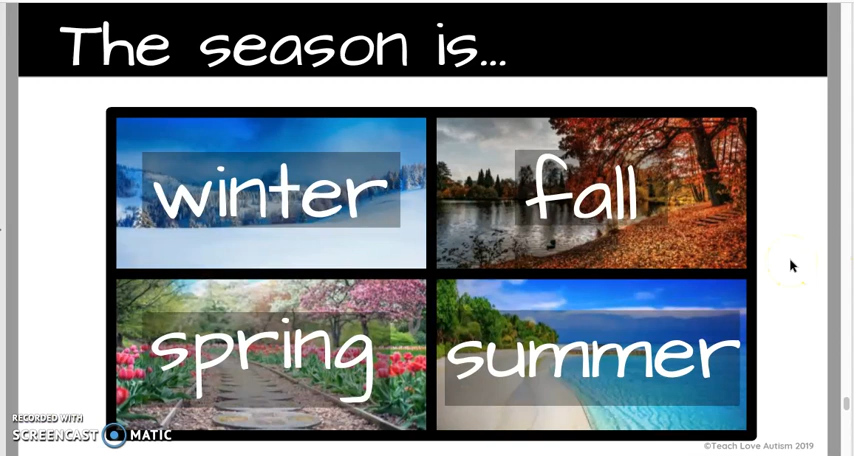 The season is...
winter
fall
spring
summer
RECORDED WITH
SCREENCAST MATIC
©Teach Love Autism 2019